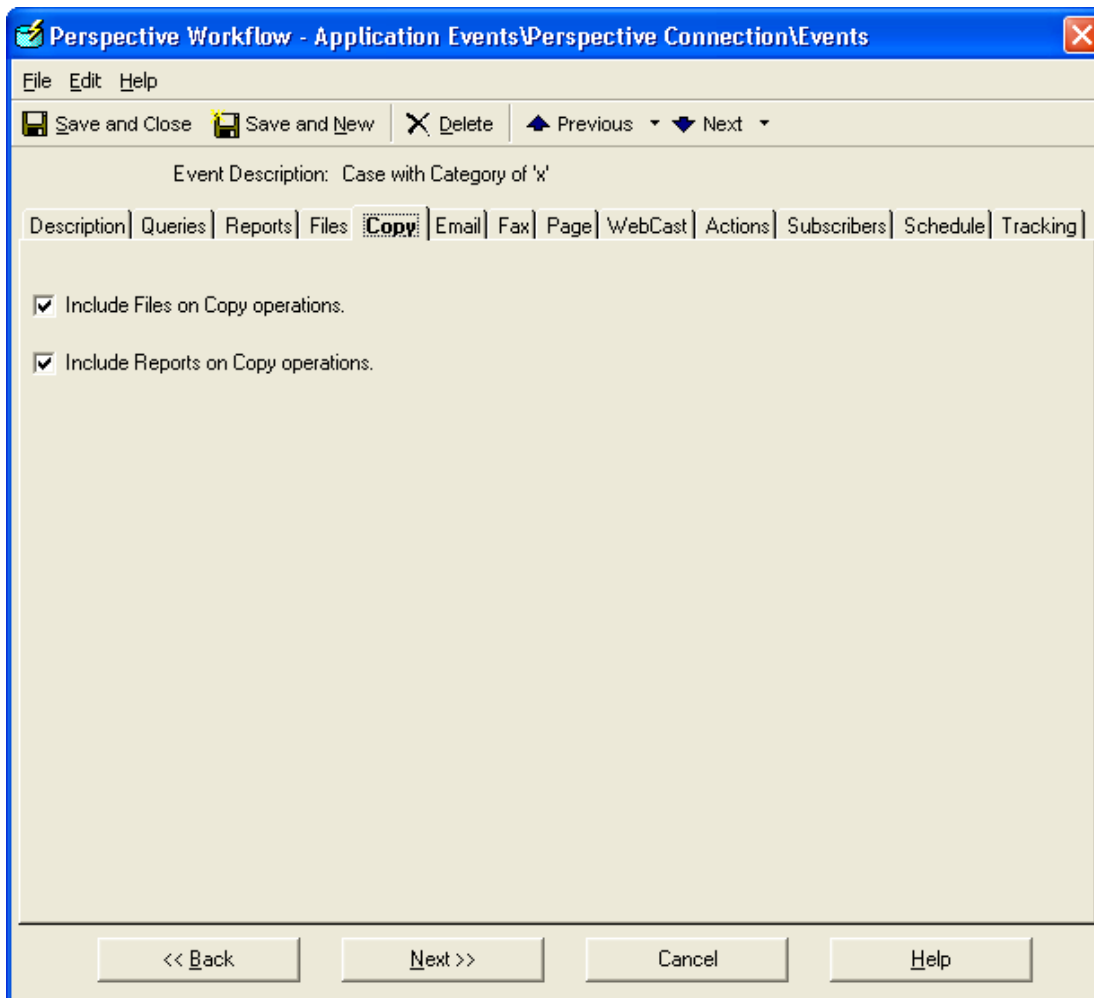 Perspective Workflow - Application Events\Perspective Connection\Events
File Edit Help
Save and Close Save and New Delete Previous Next
Event Description: Case with Category of 'x'
Description Queries Reports Files Copy Email Fax Page WebCast Actions Subscribers Schedule Tracking
Include Files on Copy operations.
Include Reports on Copy operations.
<< Back Next >> Cancel Help